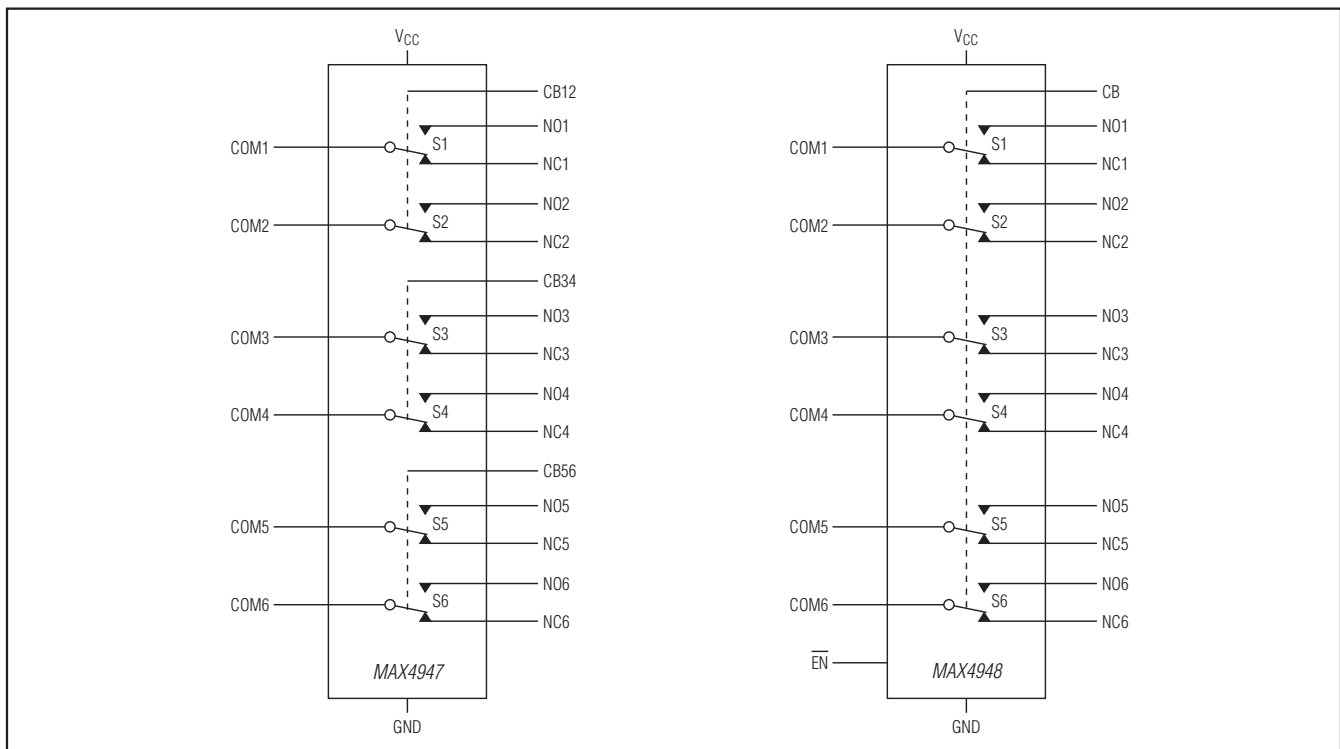 VCC
CB12
NO1
COM1
S1
NC1
NO2
COM2
S2
NC2
CB34
NO3
COM3
S3
NC3
NO4
COM4
S4
NC4
CB56
NO5
COM5
S5
NC5
NO6
COM6
S6
NC6
MAX4947
GND
VCC
CB
NO1
COM1
S1
NC1
NO2
COM2
S2
NC2
NO3
COM3
S3
NC3
NO4
COM4
S4
NC4
NO5
COM5
S5
NC5
NO6
COM6
S6
NC6
E̅N̅
MAX4948
GND